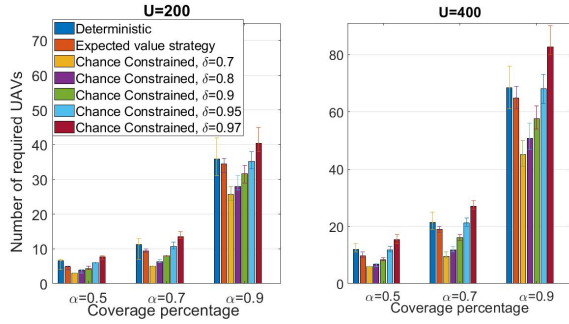 U=200
Number of required UAVs
70
60
50
40
30
20
10
0
Deterministic
Expected value strategy
Chance Constrained, δ=0.7
Chance Constrained, δ=0.8
Chance Constrained, δ=0.9
Chance Constrained, δ=0.95
Chance Constrained, δ=0.97
α=0.5 α=0.7 α=0.9
Coverage percentage
U=400
80
60
40
20
0
α=0.5 α=0.7 α=0.9
Coverage percentage